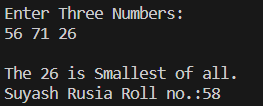 Enter Three Numbers:
56 71 26
The 26 is Smallest of all.
Suyash Rusia Roll no.:58